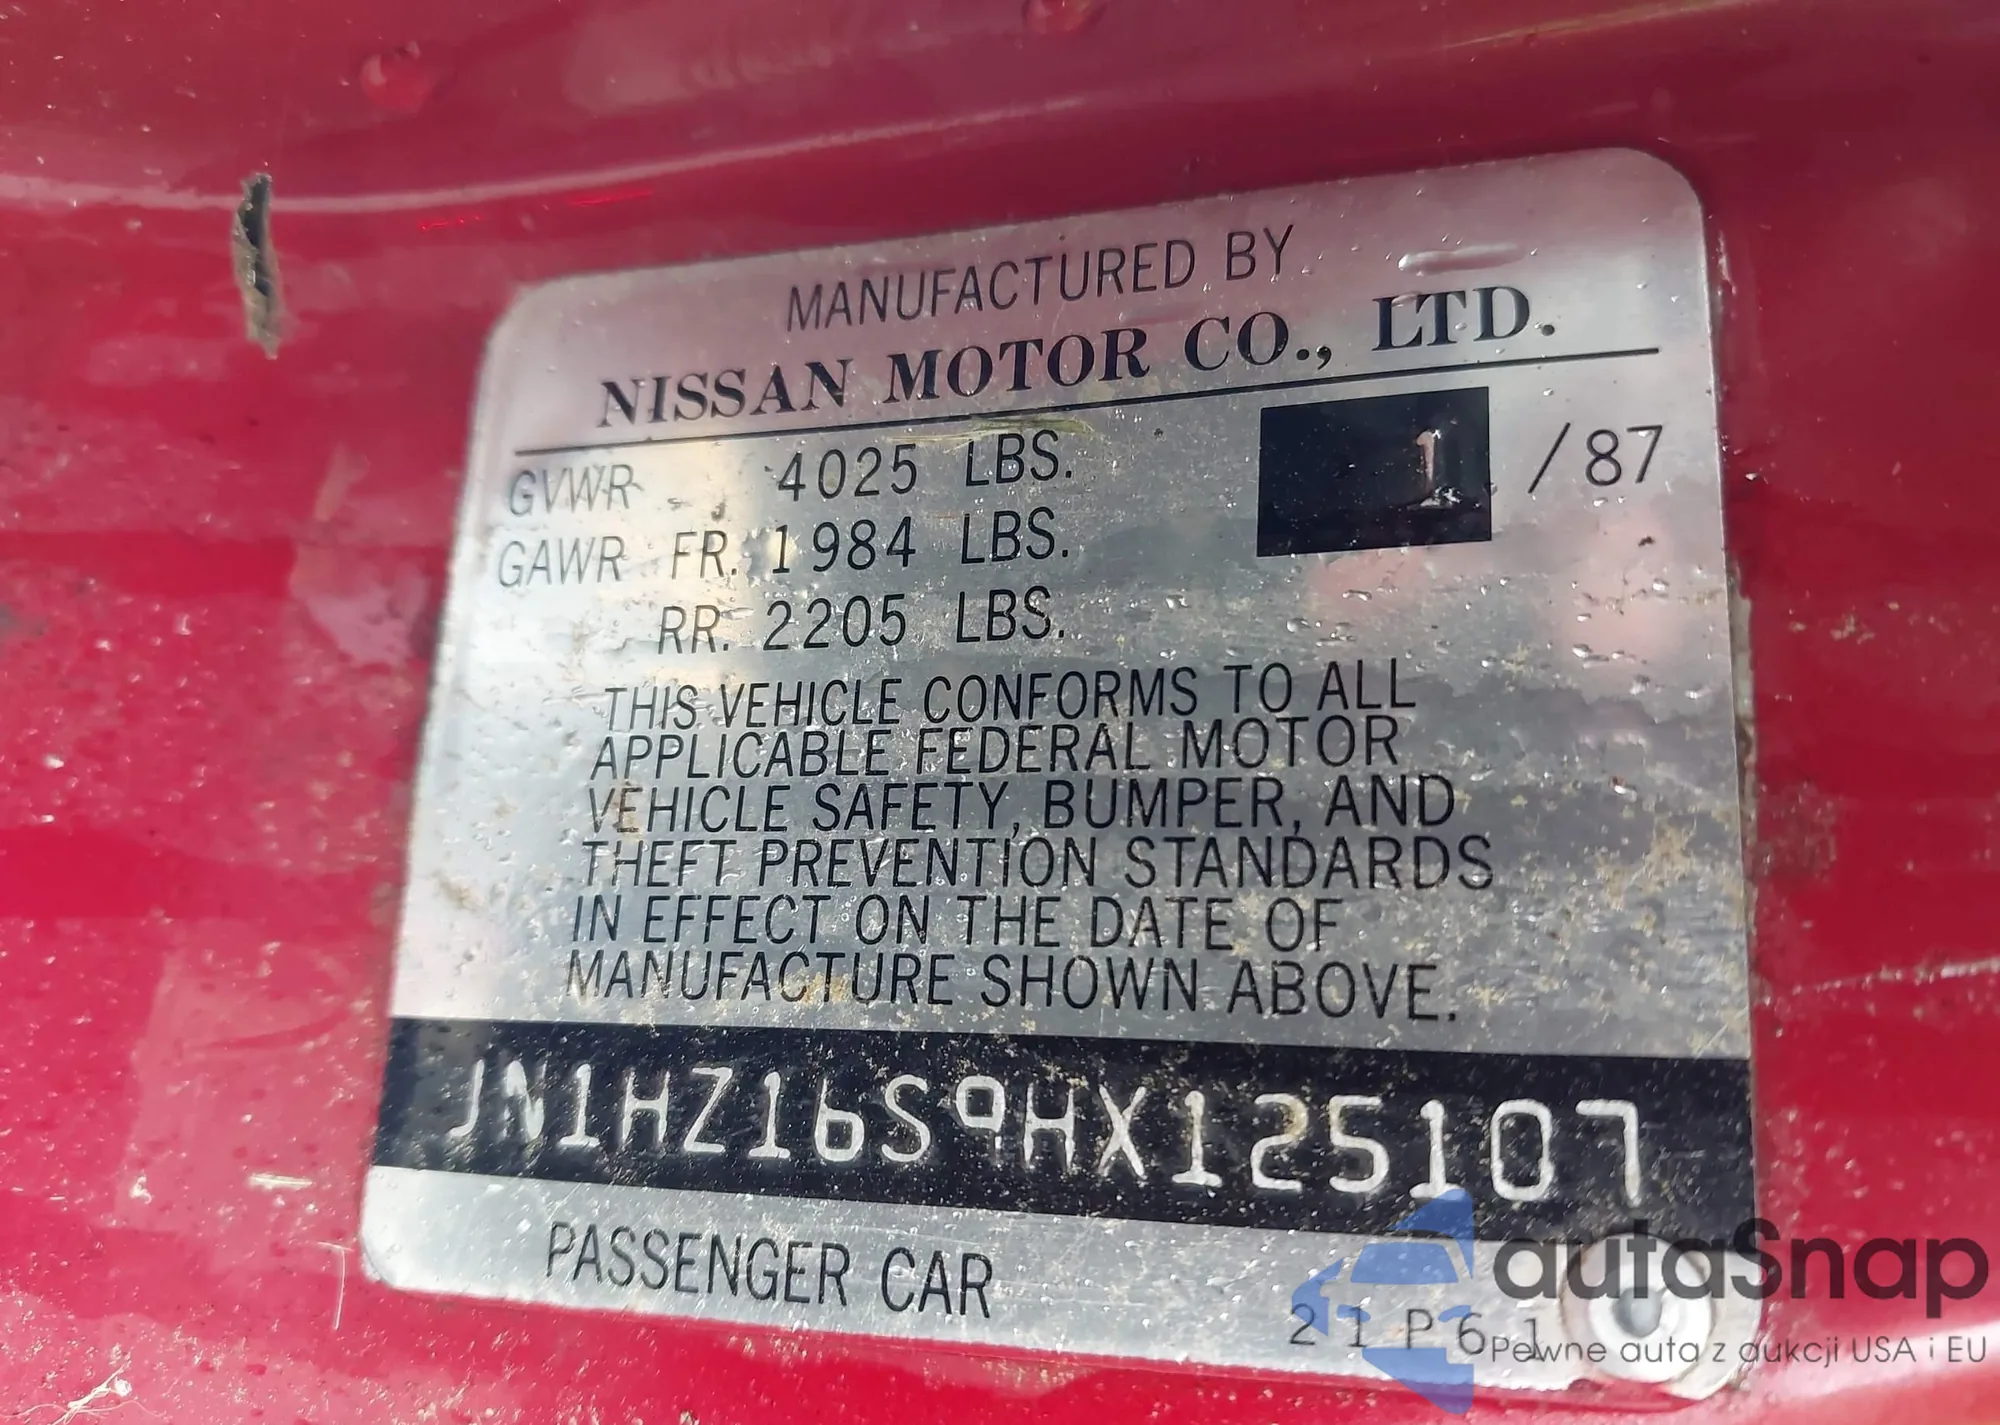 MANUFACTURED BY
NISSAN MOTOR CO., LTD.
GVWR 4025 LBS. 1 /87
GAWR FR. 1984 LBS.
RR. 2205 LBS.
THIS VEHICLE CONFORMS TO ALL
APPLICABLE FEDERAL MOTOR
VEHICLE SAFETY, BUMPER, AND
THEFT PREVENTION STANDARDS
IN EFFECT ON THE DATE OF
MANUFACTURE SHOWN ABOVE.
JN1HZ16S9HX125107
PASSENGER CAR
21P61
autaSnap
Pewne auta z aukcji USA i EU